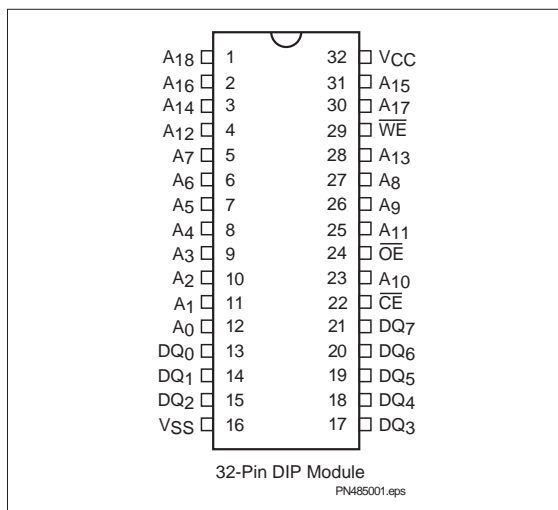 A18 1 32 VCC
A16 2 31 A15
A14 3 30 A17
A12 4 29 W̅E̅
A7 5 28 A13
A6 6 27 A8
A5 7 26 A9
A4 8 25 A11
A3 9 24 O̅E̅
A2 10 23 A10
A1 11 22 C̅E̅
A0 12 21 DQ7
DQ0 13 20 DQ6
DQ1 14 19 DQ5
DQ2 15 18 DQ4
VSS 16 17 DQ3
32-Pin DIP Module
PN485001.eps